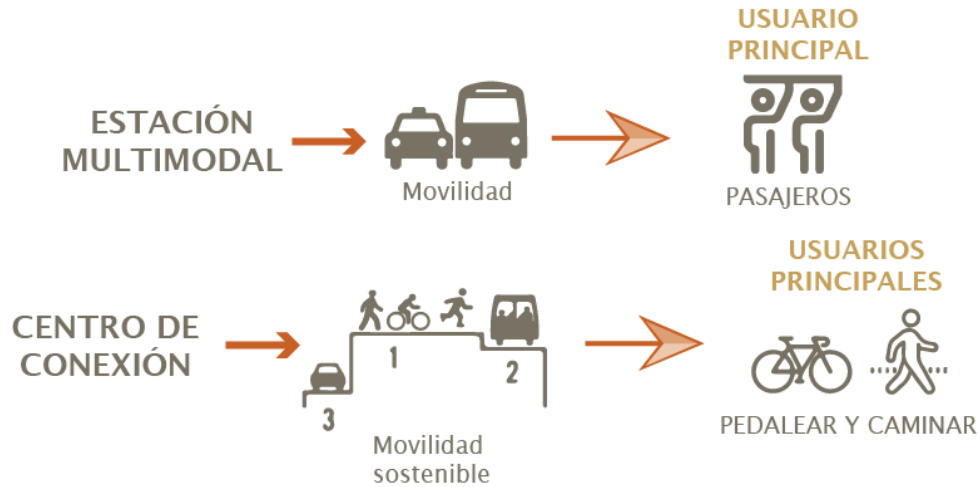 USUARIO
PRINCIPAL
ESTACIÓN
MULTIMODAL
Movilidad
PASAJEROS
USUARIOS
PRINCIPALES
CENTRO DE
CONEXIÓN
1
2
3
Movilidad
sostenible
PEDALEAR Y CAMINAR